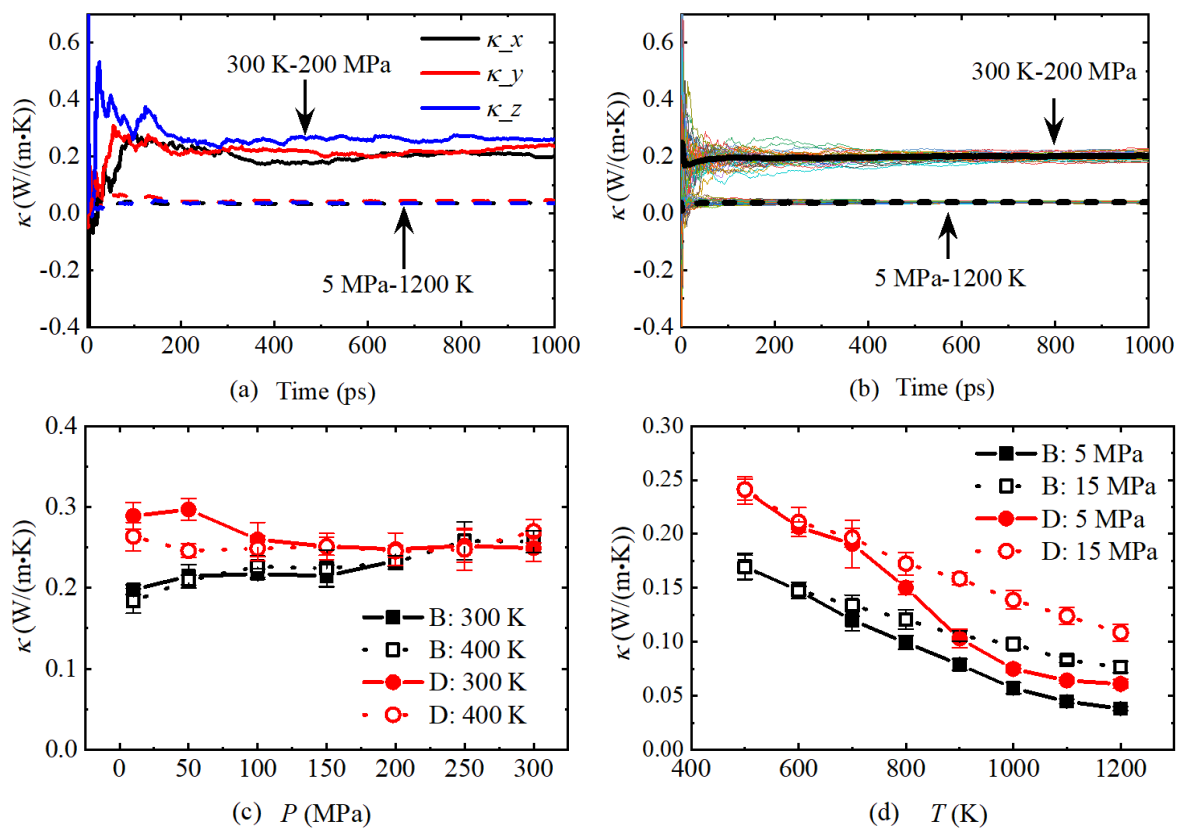 0.6
0.4
0.2
0.0
-0.2
-0.4
κ (W/(m•K))
κ_x
κ_y
κ_z
300 K-200 MPa
5 MPa-1200 K
0 200 400 600 800 1000
(a) Time (ps)
0.6
0.4
0.2
0.0
-0.2
-0.4
κ (W/(m•K))
300 K-200 MPa
5 MPa-1200 K
0 200 400 600 800 1000
(b) Time (ps)
0.4
0.3
0.2
0.1
0.0
κ (W/(m•K))
B: 300 K
B: 400 K
D: 300 K
D: 400 K
0 50 100 150 200 250 300
(c) P (MPa)
0.30
0.25
0.20
0.15
0.10
0.05
0.00
κ (W/(m•K))
B: 5 MPa
B: 15 MPa
D: 5 MPa
D: 15 MPa
400 600 800 1000 1200
(d) T (K)